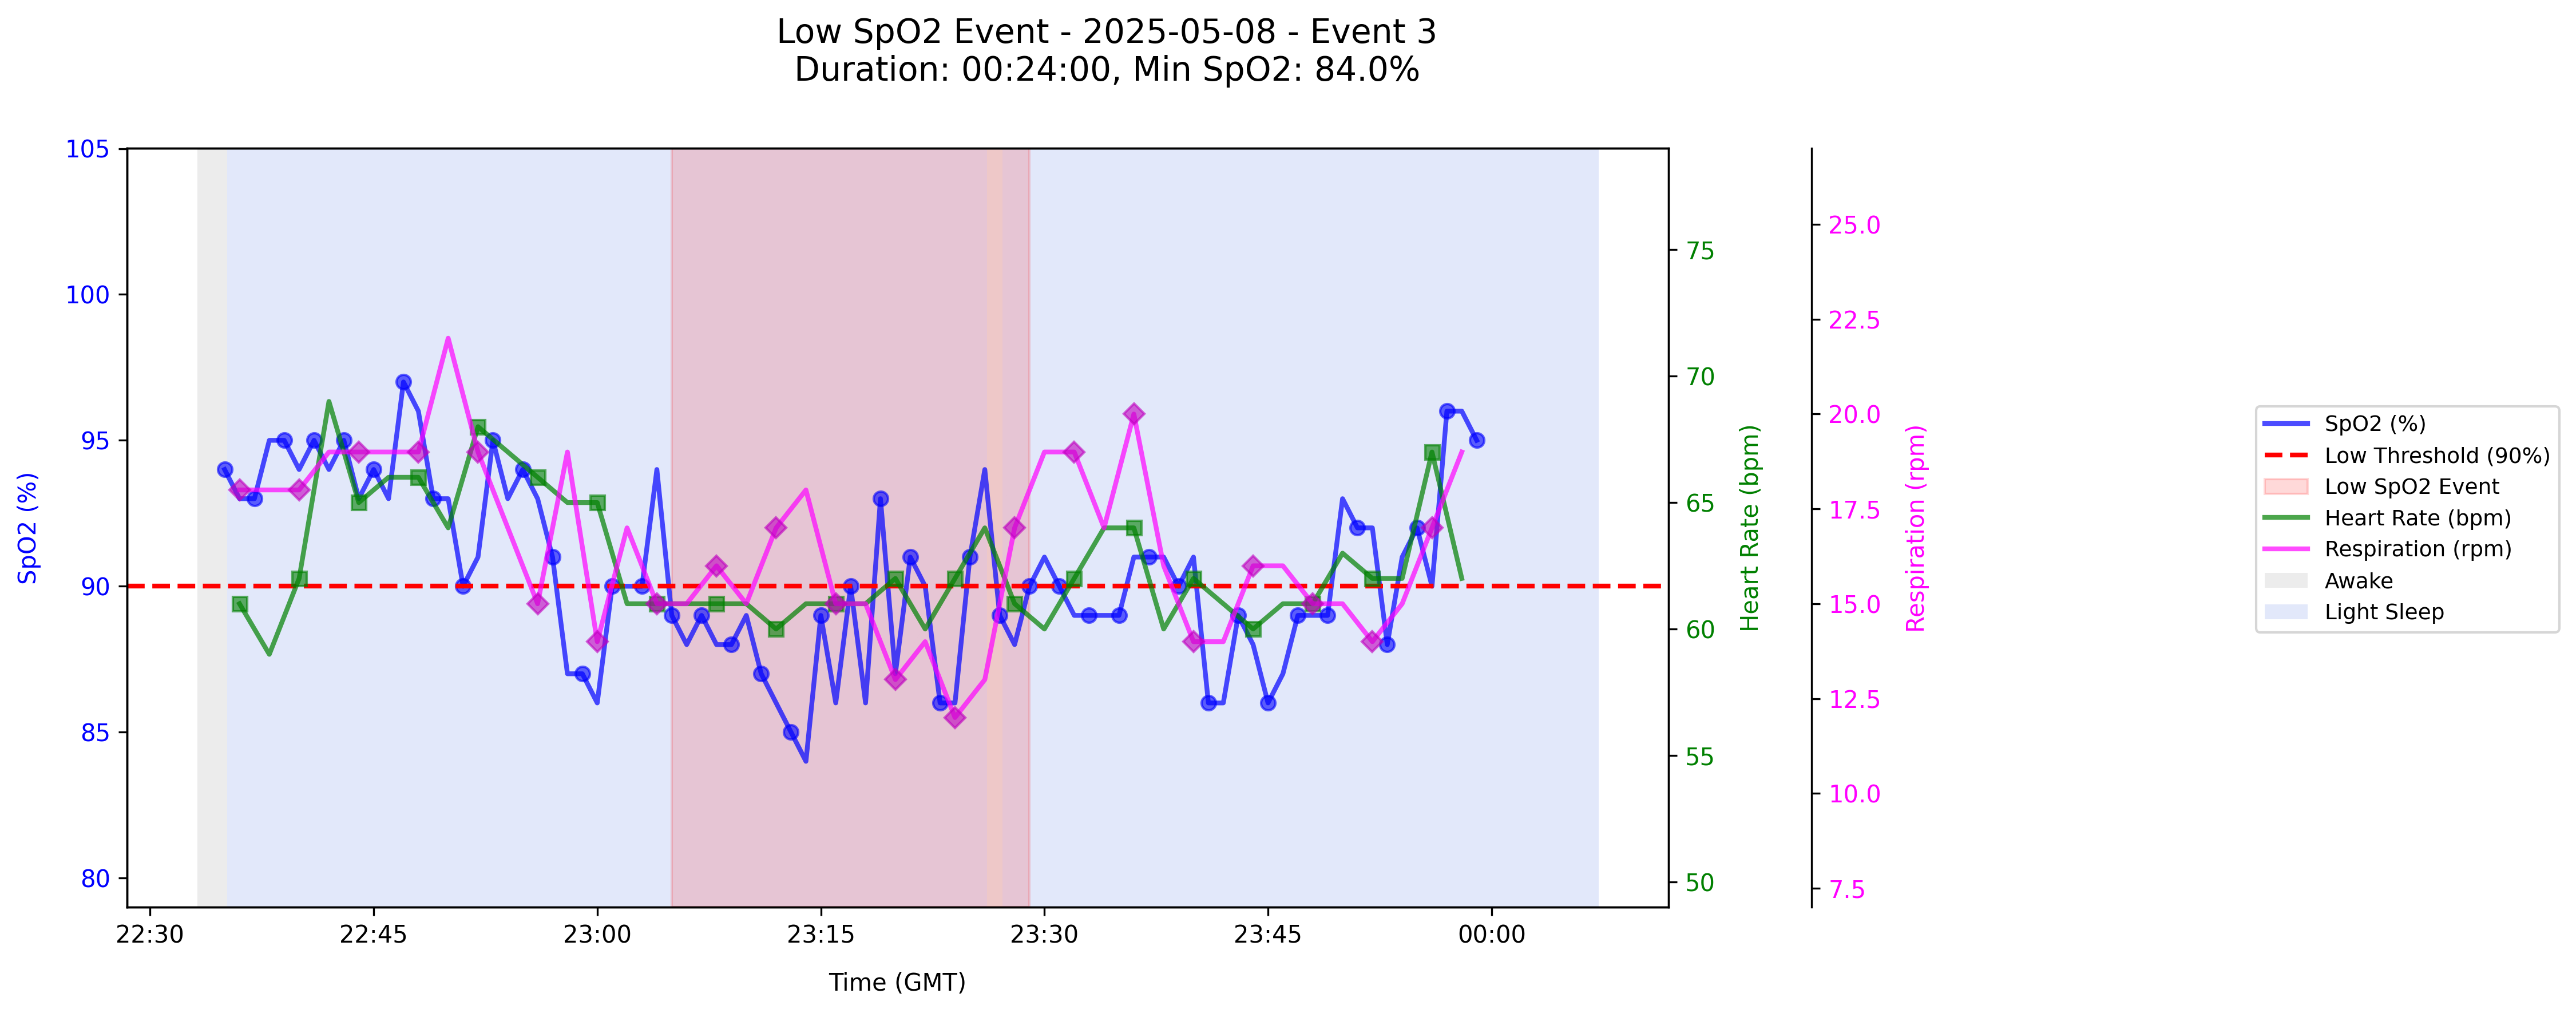 Low SpO2 Event - 2025-05-08 - Event 3
Duration: 00:24:00, Min SpO2: 84.0%
105
100
95
90
85
80
SpO2 (%)
75
70
65
60
55
50
Heart Rate (bpm)
25.0
22.5
20.0
17.5
15.0
12.5
10.0
7.5
Respiration (rpm)
SpO2 (%)
Low Threshold (90%)
Low SpO2 Event
Heart Rate (bpm)
Respiration (rpm)
Awake
Light Sleep
22:30
22:45
23:00
23:15
23:30
23:45
00:00
Time (GMT)